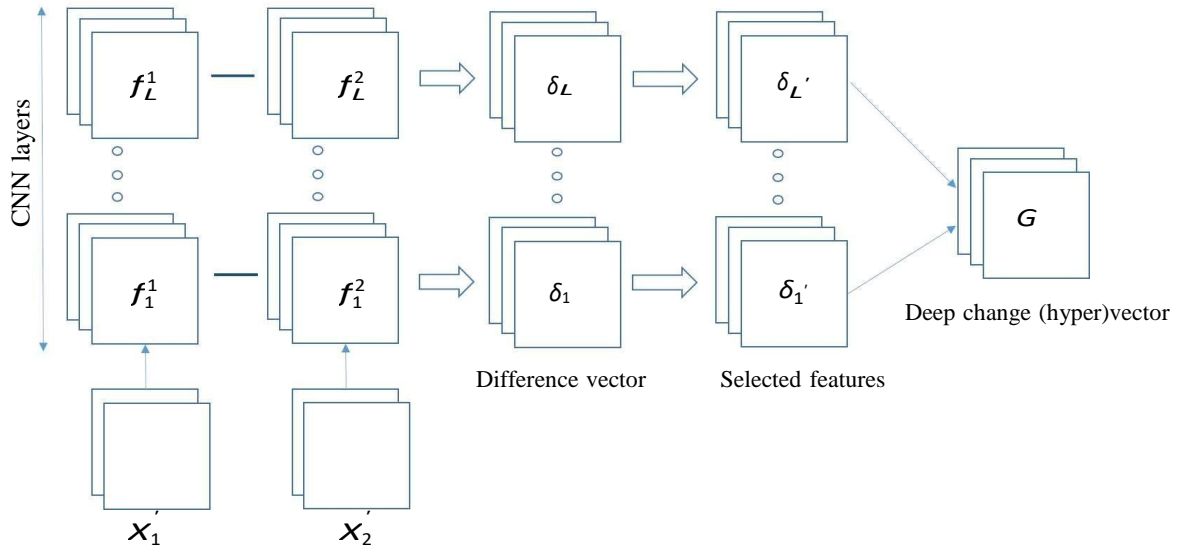 CNN layers
f_L^1 — f_L^2 δ_L δ_L′
f_1^1 — f_1^2 δ_1 δ_1′
G
Deep change (hyper)vector
Difference vector Selected features
X_1′ X_2′